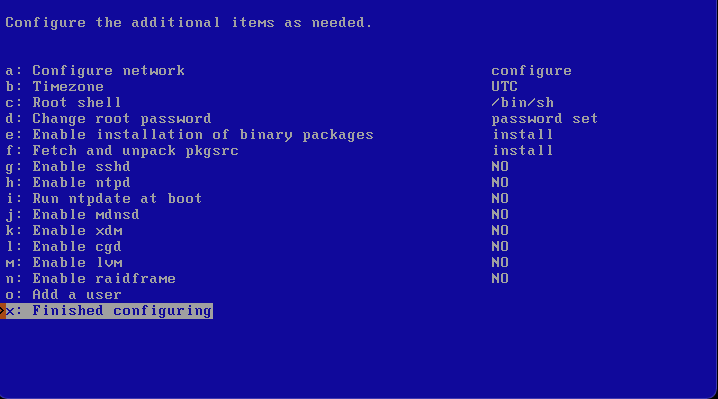 Configure the additional items as needed.
a: Configure network configure
b: Timezone UTC
c: Root shell /bin/sh
d: Change root password password set
e: Enable installation of binary packages install
f: Fetch and unpack pkgsrc install
g: Enable sshd NO
h: Enable ntpd NO
i: Run ntpdate at boot NO
j: Enable mdnsd NO
k: Enable xdm NO
l: Enable cgd NO
m: Enable lvm NO
n: Enable raidframe NO
o: Add a user
>x: Finished configuring